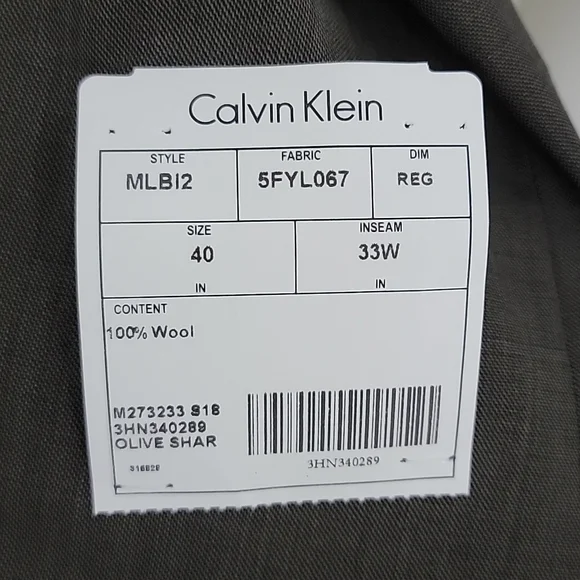 Calvin Klein
STYLE FABRIC DIM
MLBI2 5FYL067 REG
SIZE INSEAM
40 33W
IN IN
CONTENT
100% Wool
M273233 S18
3HN340289
OLIVE SHAR
3HN340289